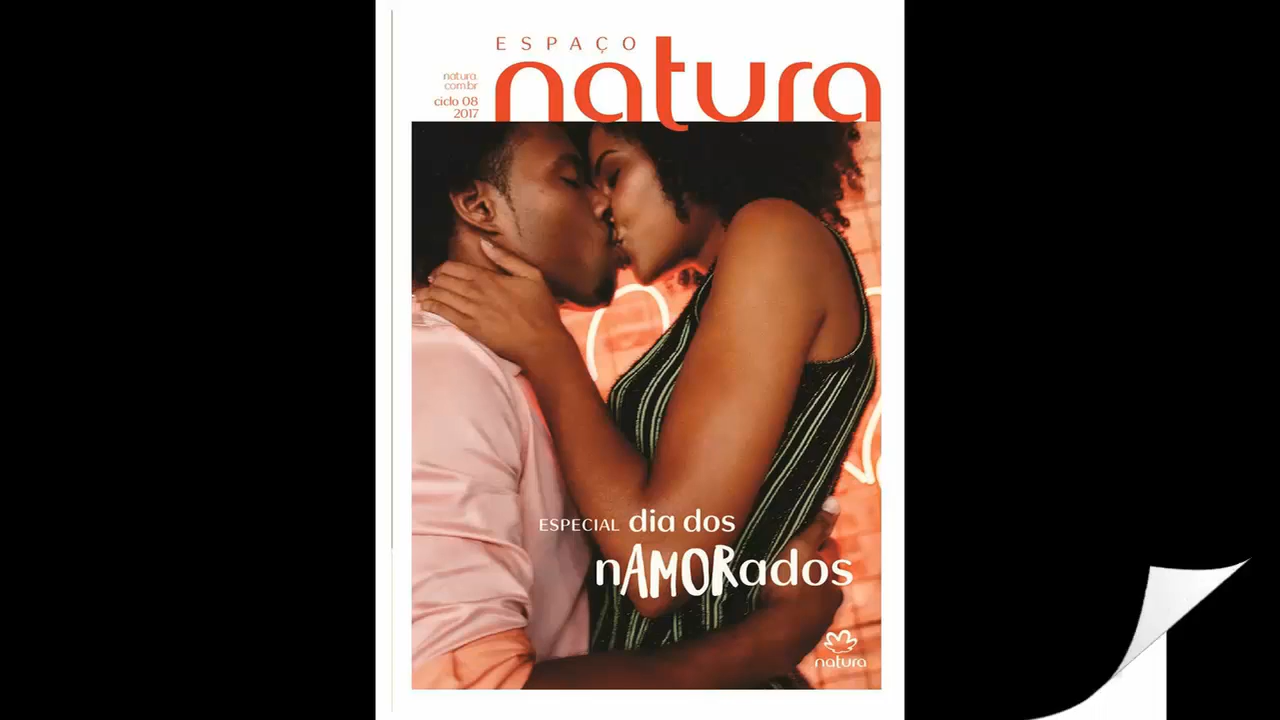 ESPAÇO
natura
natura.
com.br
ciclo 08
2017
ESPECIAL dia dos
nAMORados
natura